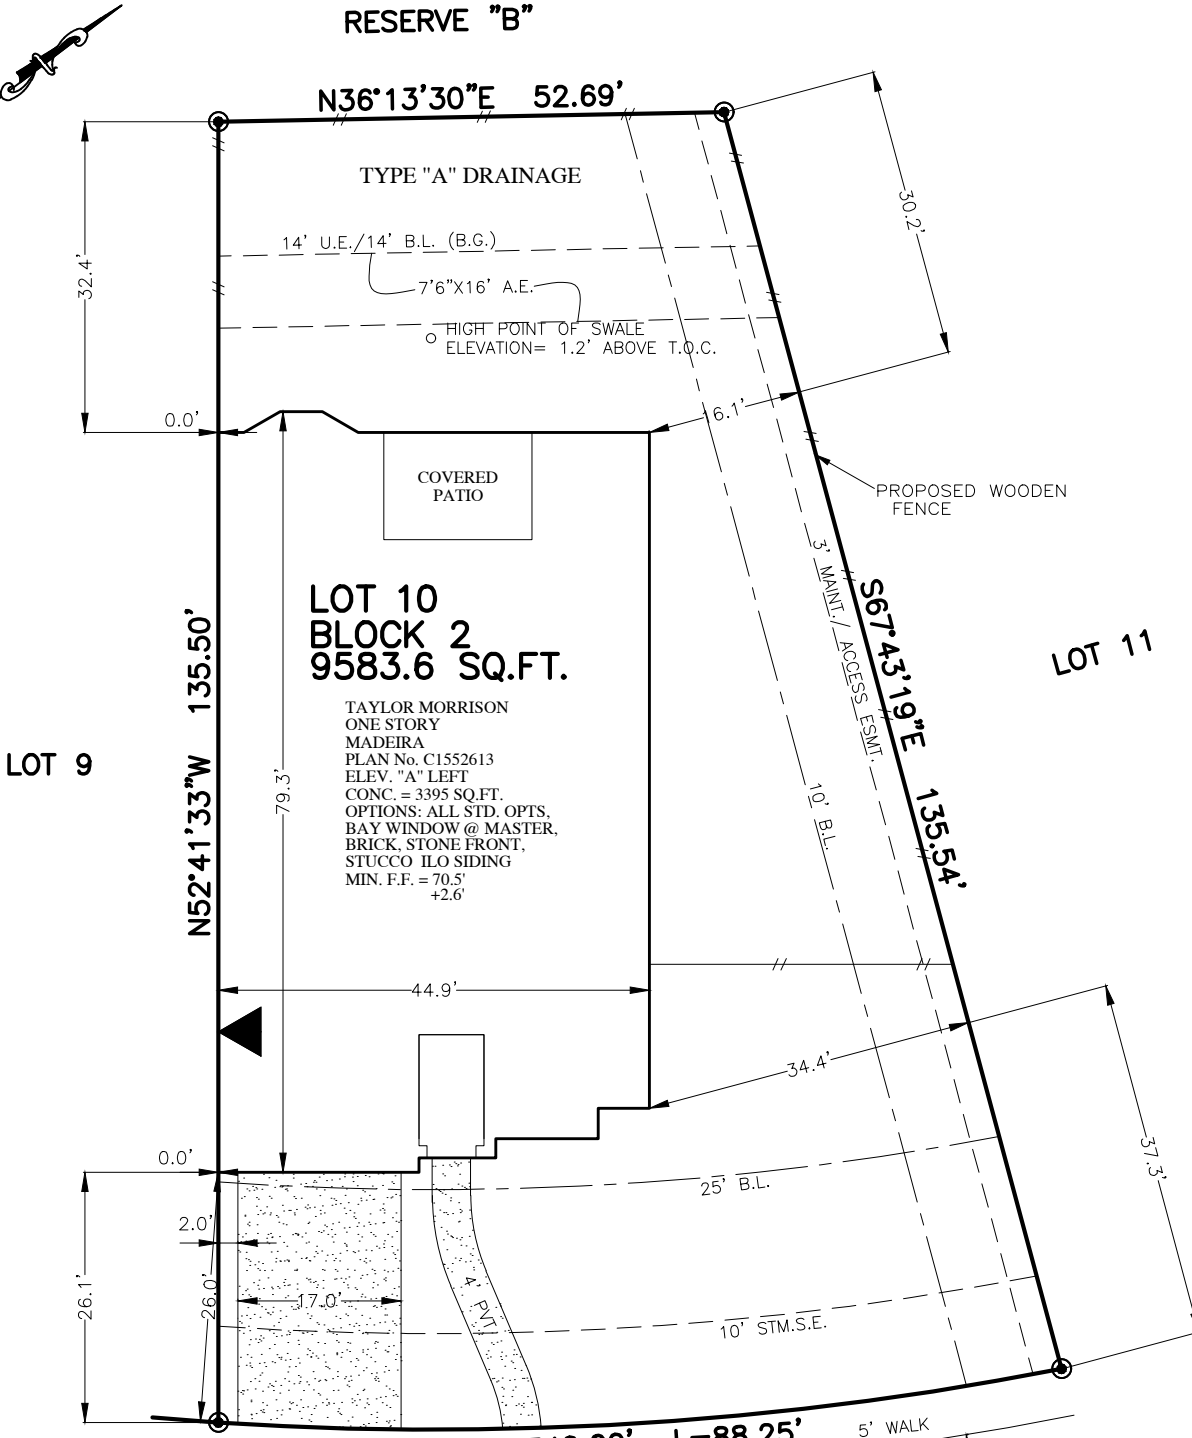 RESERVE "B"
N36°13'30"E 52.69'
TYPE "A" DRAINAGE
30.2'
14' U.E./14' B.L. (B.G.)
32.4'
7'6"X16' A.E.
HIGH POINT OF SWALE
ELEVATION= 1.2' ABOVE T.O.C.
0.0'
16.1'
COVERED
PATIO
PROPOSED WOODEN
FENCE
3' MAINT./ ACCESS ESMT.
S67°43'19"E 135.54'
LOT 10
BLOCK 2
9583.6 SQ.FT.
LOT 11
N52°41'33"W 135.50'
TAYLOR MORRISON
ONE STORY
MADEIRA
PLAN No. C1552613
ELEV. "A" LEFT
CONC. = 3395 SQ.FT.
OPTIONS: ALL STD. OPTS,
BAY WINDOW @ MASTER,
BRICK, STONE FRONT,
STUCCO ILO SIDING
MIN. F.F. = 70.5'
+2.6'
LOT 9
79.3'
10' B.L.
44.9'
34.4'
0.0'
37.3'
25' B.L.
2.0'
26.1'
26.0'
17.0'
4' PVT.
10' STM.S.E.
L=88.25'
5' WALK